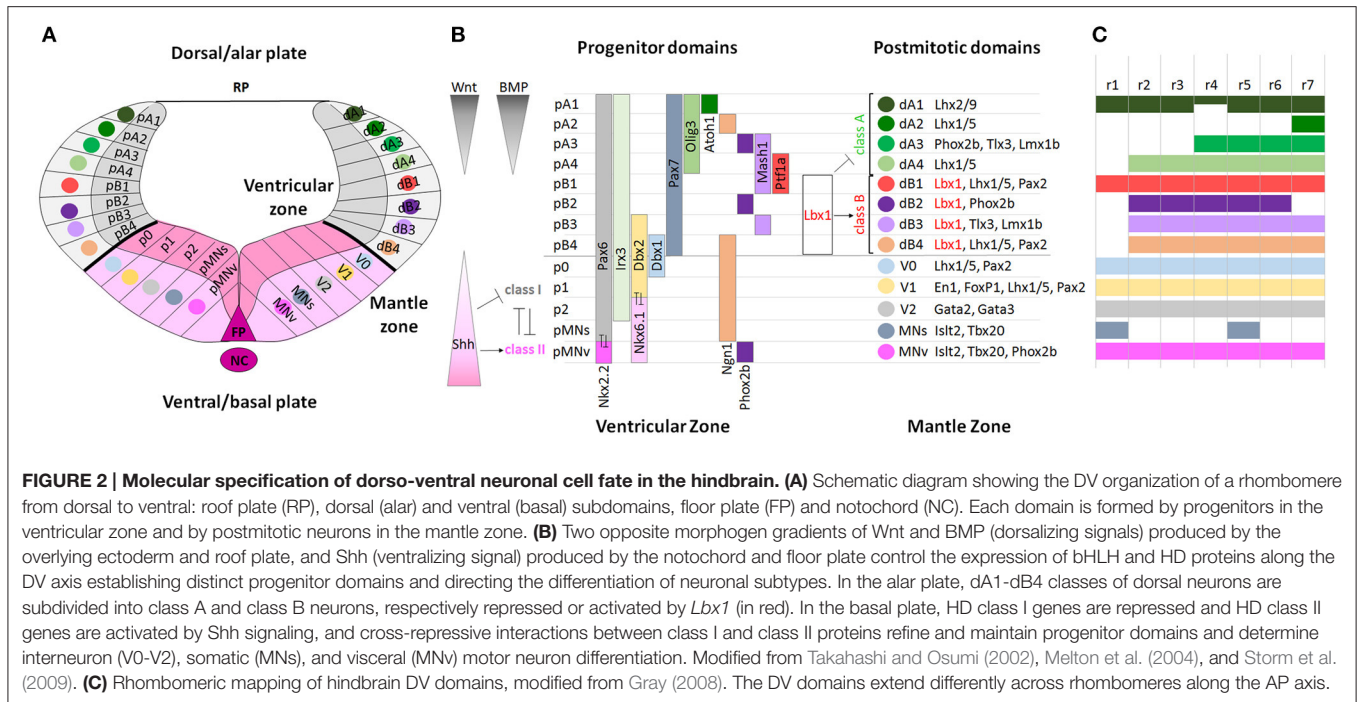 A
Dorsal/alar plate
RP
pA1
pA2
pA3
pA4
pB1
pB2
pB3
pB4
p0
p1
p2
pMNs
pMNv
Ventricular
zone
dA1
dA2
dA3
dA4
dB1
dB2
dB3
dB4
V0
V1
V2
MNs
MNv
FP
NC
Mantle
zone
Ventral/basal plate
B
Progenitor domains
Postmitotic domains
Wnt
BMP
Shh
class I
class II
pA1
pA2
pA3
pA4
pB1
pB2
pB3
pB4
p0
p1
p2
pMNs
pMNv
Pax6
Nkx2.2
Irx3
Dbx2
Nkx6.1
Dbx1
Pax7
Olig3
Atoh1
Ngn1
Phox2b
Mash1
Ptf1a
Lbx1
class A
class B
dA1 Lhx2/9
dA2 Lhx1/5
dA3 Phox2b, Tlx3, Lmx1b
dA4 Lhx1/5
dB1 Lbx1, Lhx1/5, Pax2
dB2 Lbx1, Phox2b
dB3 Lbx1, Tlx3, Lmx1b
dB4 Lbx1, Lhx1/5, Pax2
V0 Lhx1/5, Pax2
V1 En1, FoxP1, Lhx1/5, Pax2
V2 Gata2, Gata3
MNs Islt2, Tbx20
MNv Islt2, Tbx20, Phox2b
Ventricular Zone
Mantle Zone
C
r1 r2 r3 r4 r5 r6 r7
FIGURE 2 | Molecular specification of dorso-ventral neuronal cell fate in the hindbrain. (A) Schematic diagram showing the DV organization of a rhombomere
from dorsal to ventral: roof plate (RP), dorsal (alar) and ventral (basal) subdomains, floor plate (FP) and notochord (NC). Each domain is formed by progenitors in the
ventricular zone and by postmitotic neurons in the mantle zone. (B) Two opposite morphogen gradients of Wnt and BMP (dorsalizing signals) produced by the
overlying ectoderm and roof plate, and Shh (ventralizing signal) produced by the notochord and floor plate control the expression of bHLH and HD proteins along the
DV axis establishing distinct progenitor domains and directing the differentiation of neuronal subtypes. In the alar plate, dA1-dB4 classes of dorsal neurons are
subdivided into class A and class B neurons, respectively repressed or activated by Lbx1 (in red). In the basal plate, HD class I genes are repressed and HD class II
genes are activated by Shh signaling, and cross-repressive interactions between class I and class II proteins refine and maintain progenitor domains and determine
interneuron (V0-V2), somatic (MNs), and visceral (MNv) motor neuron differentiation. Modified from Takahashi and Osumi (2002), Melton et al. (2004), and Storm et al.
(2009). (C) Rhombomeric mapping of hindbrain DV domains, modified from Gray (2008). The DV domains extend differently across rhombomeres along the AP axis.